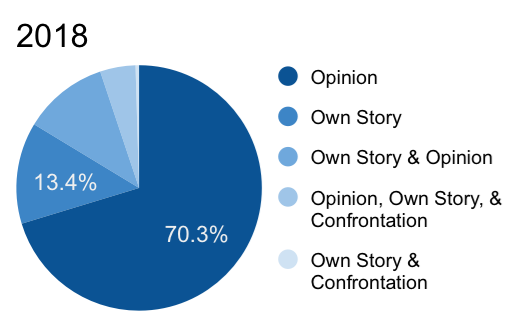 2018
Opinion
Own Story
Own Story & Opinion
Opinion, Own Story, &
Confrontation
Own Story &
Confrontation
13.4%
70.3%